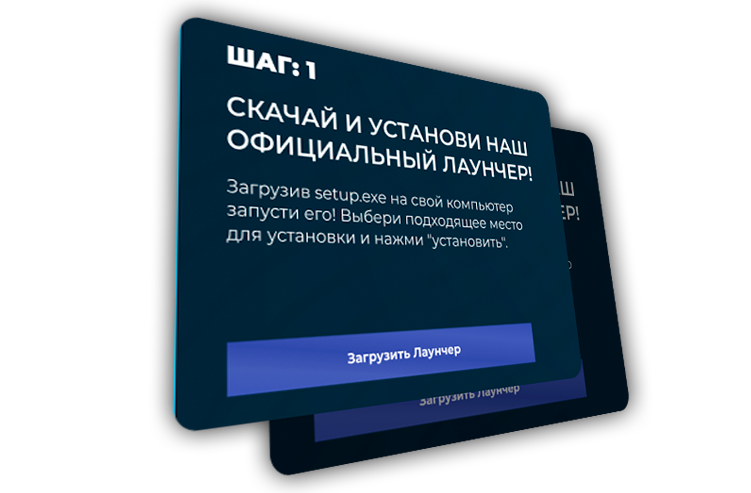 ШАГ: 1
СКАЧАЙ И УСТАНОВИ НАШ
ОФИЦИАЛЬНЫЙ ЛАУНЧЕР!
Загрузив setup.exe на свой компьютер
запусти его! Выбери подходящее место
для установки и нажми "установить".
Загрузить Лаунчер
Загрузить Лаунчер